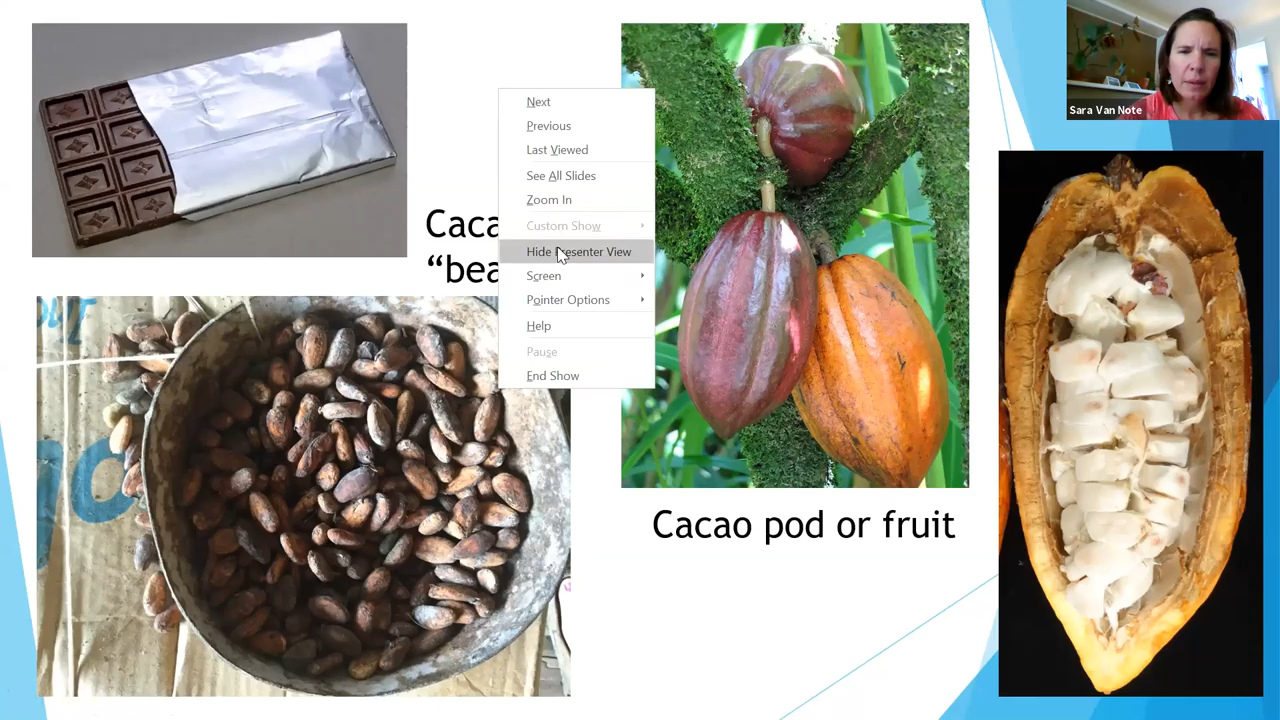 Sara Van Note
Caca
“bea
Next
Previous
Last Viewed
See All Slides
Zoom In
Custom Show
Hide Presenter View
Screen
Pointer Options
Help
Pause
End Show
Cacao pod or fruit